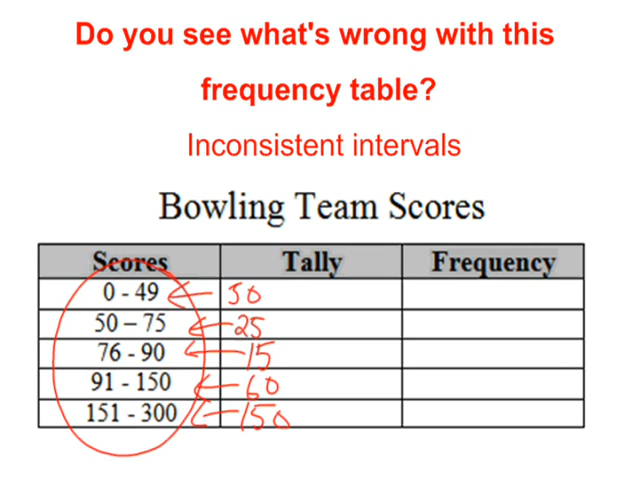 Do you see what's wrong with this
frequency table?
Inconsistent intervals
Bowling Team Scores
Scores Tally Frequency
0 - 49 50
50 – 75 25
76 - 90 15
91 - 150 60
151 - 300 150